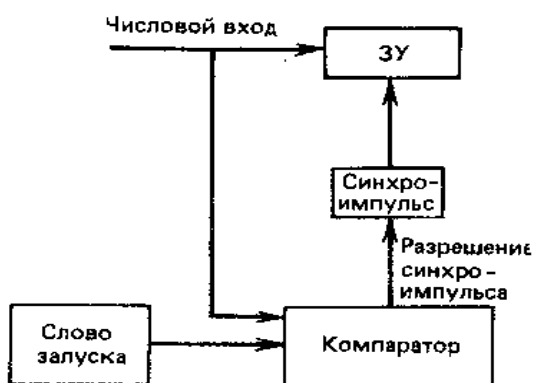 Числовой вход
ЗУ
Синхро-
импульс
Разрешение
синхро-
импульса
Слово
запуска
Компаратор